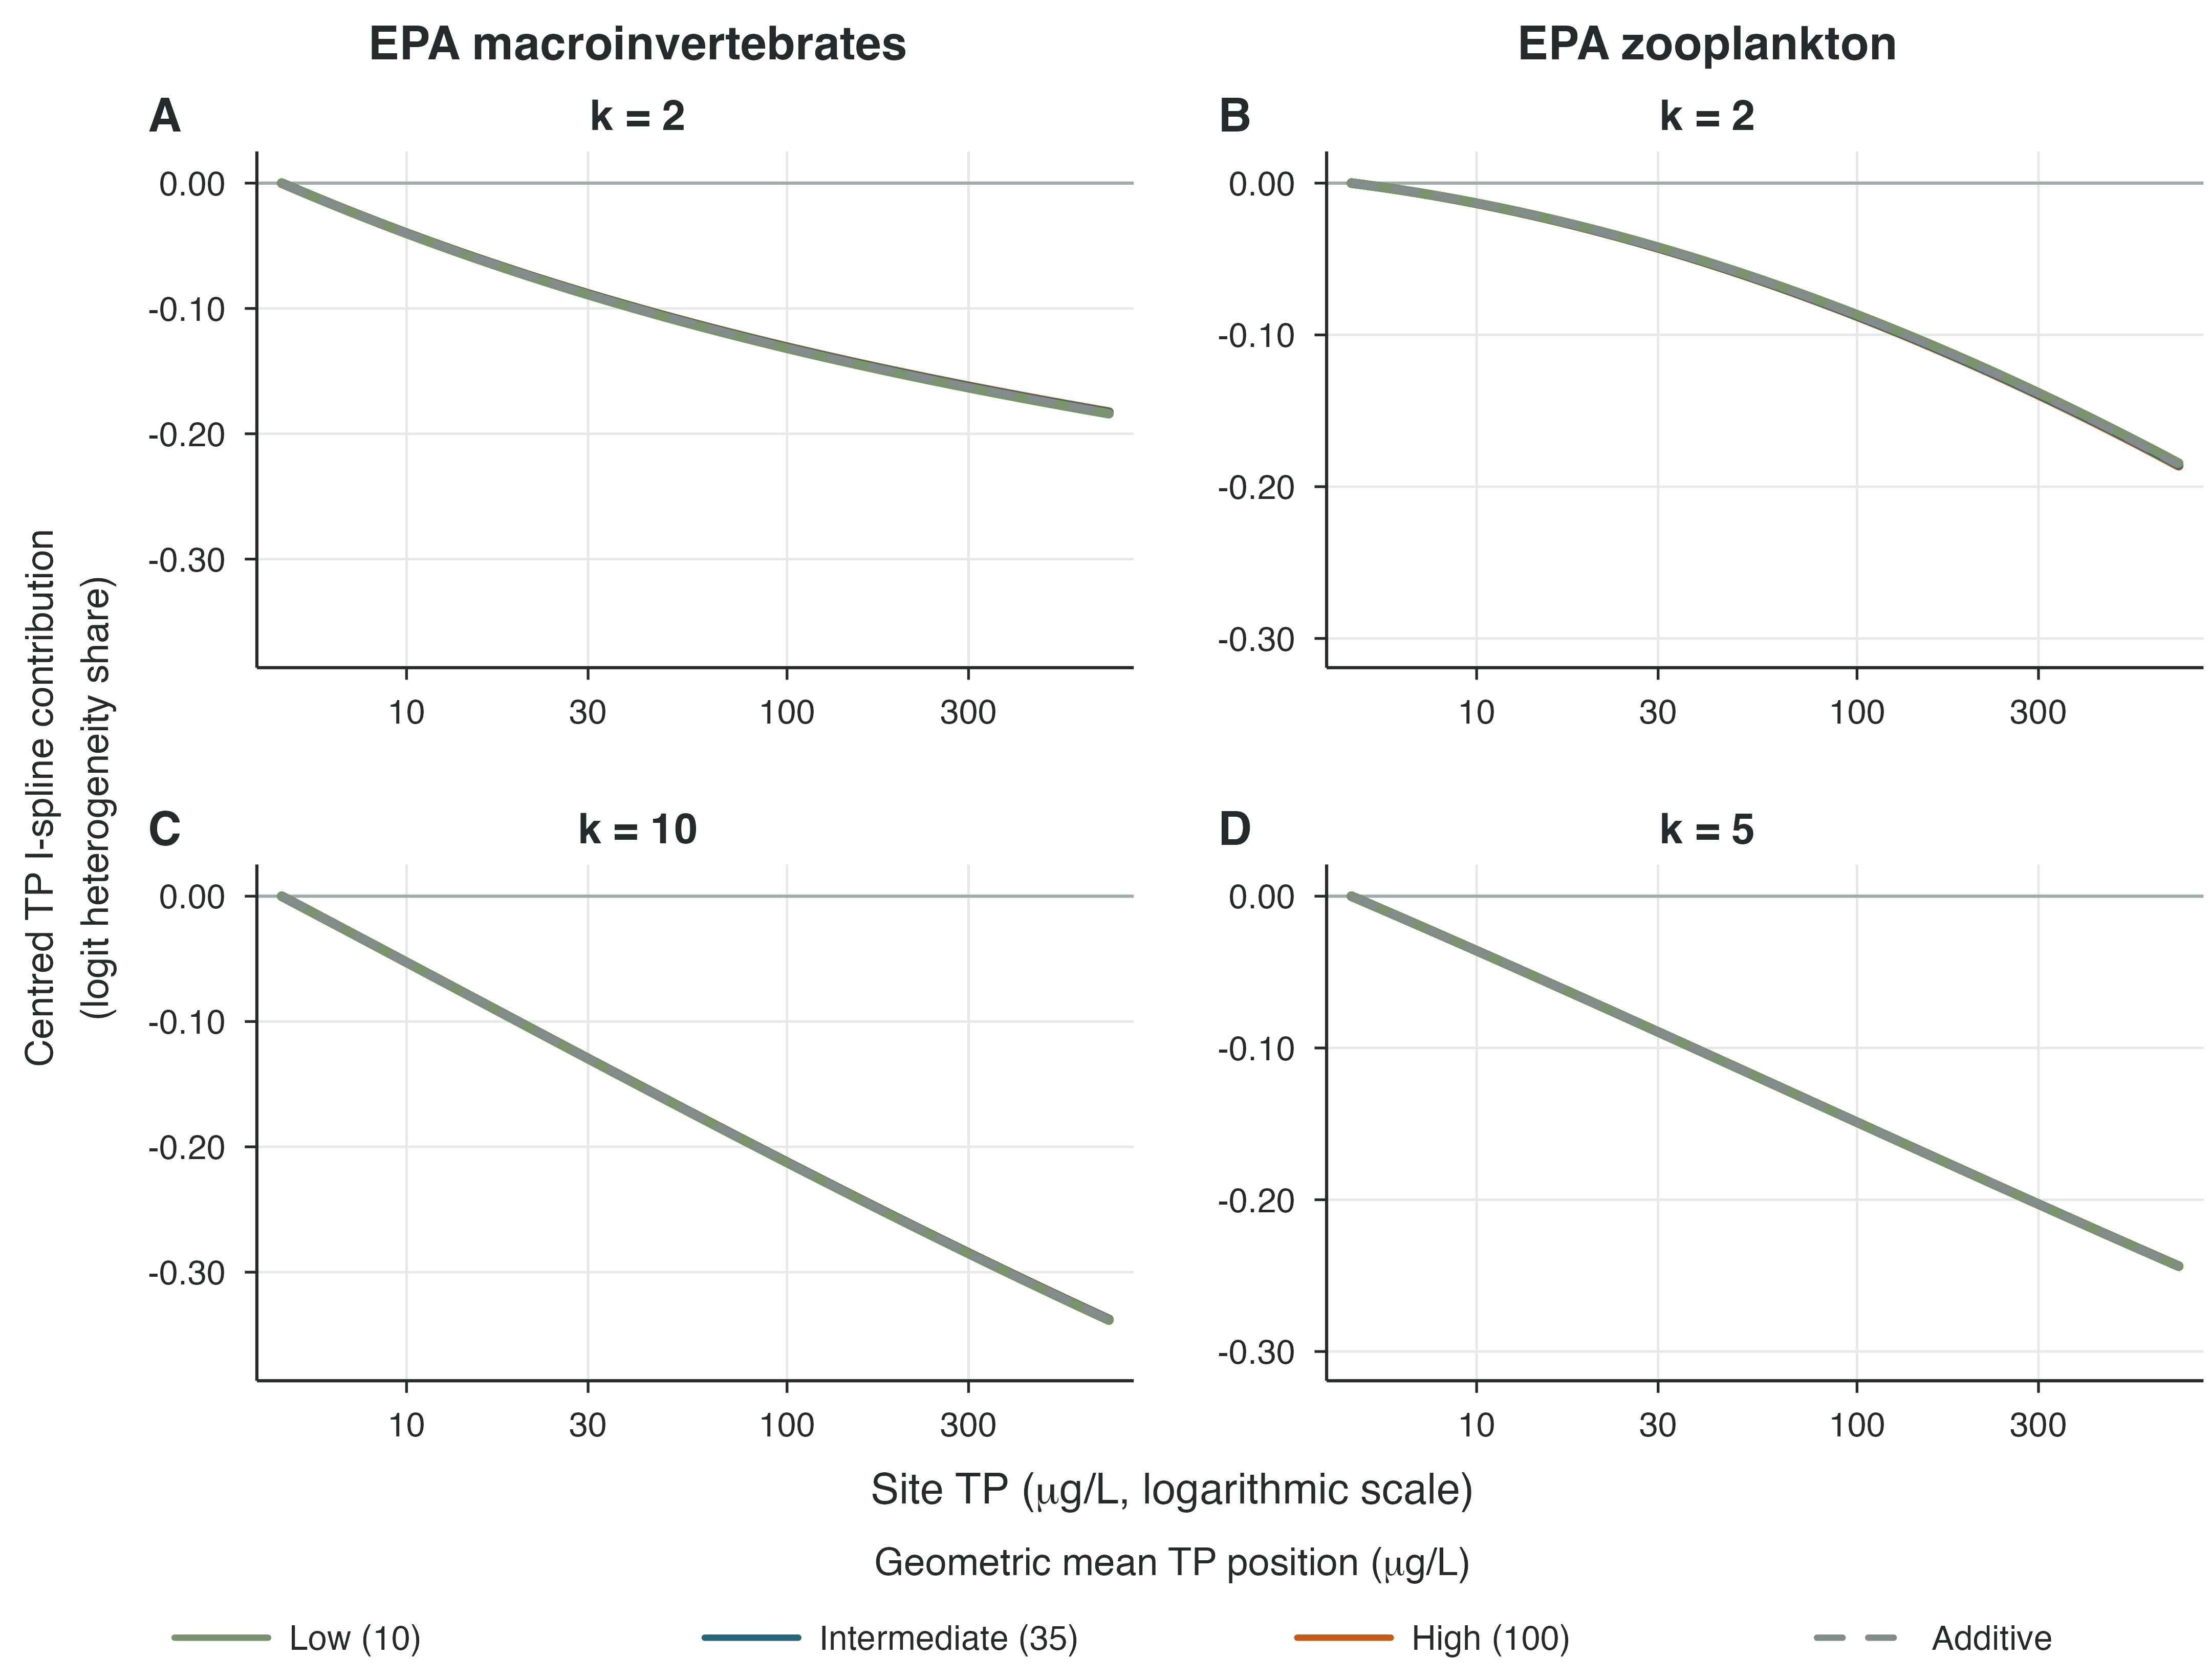 EPA macroinvertebrates
EPA zooplankton
A
k = 2
0.00
-0.10
-0.20
-0.30
10 30 100 300
B
k = 2
0.00
-0.10
-0.20
-0.30
10 30 100 300
Centred TP I-spline contribution
(logit heterogeneity share)
C
k = 10
0.00
-0.10
-0.20
-0.30
10 30 100 300
D
k = 5
0.00
-0.10
-0.20
-0.30
10 30 100 300
Site TP (μg/L, logarithmic scale)
Geometric mean TP position (μg/L)
Low (10) Intermediate (35) High (100) Additive